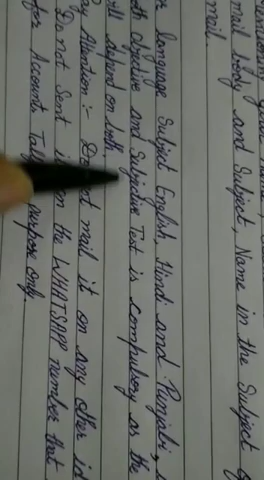 mail body and Subject, Name in the Subject
mail.
language Subject English, Hindi and Punjabi,
objective and Subjective Test is compulsory as the
depend on both.
Attention:- mail it on any other id
Do not Sent on the WHATSAPP number that
for Accounts purpose only.